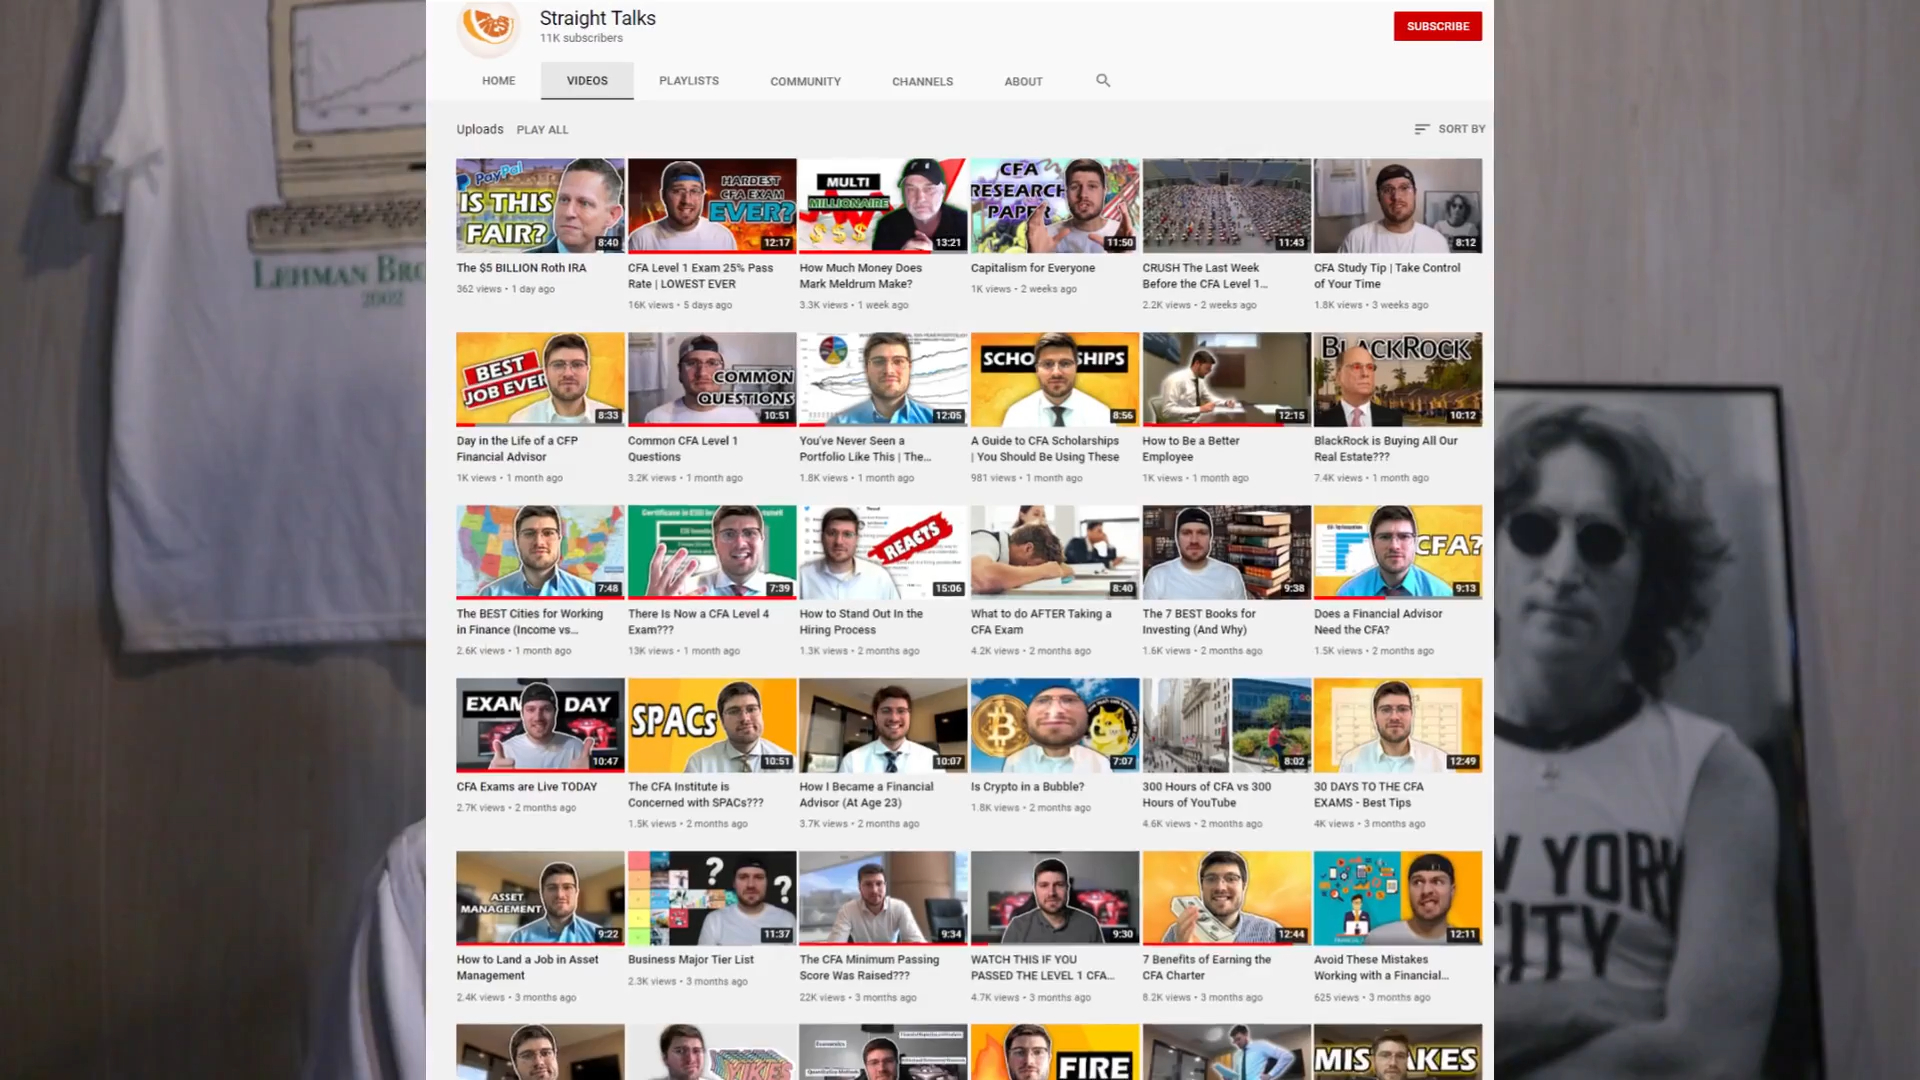 Straight Talks
11K subscribers
SUBSCRIBE
HOME
VIDEOS
PLAYLISTS
COMMUNITY
CHANNELS
ABOUT
Uploads
PLAY ALL
SORT BY
PayPal
IS THIS
FAIR?
8:40
HARDEST
CFA EXAM
EVER?
12:17
MULTI
MILLIONAIRE
$ $ $
13:21
CFA
RESEARCH
PAPER
11:50
11:43
8:12
The $5 BILLION Roth IRA
362 views • 1 day ago
CFA Level 1 Exam 25% Pass
Rate | LOWEST EVER
16K views • 5 days ago
How Much Money Does
Mark Meldrum Make?
3.3K views • 1 week ago
Capitalism for Everyone
1K views • 2 weeks ago
CRUSH The Last Week
Before the CFA Level 1...
2.2K views • 2 weeks ago
CFA Study Tip | Take Control
of Your Time
1.8K views • 3 weeks ago
LEHMAN BRO
2002
BEST
JOB EVER
8:33
COMMON
QUESTIONS
10:51
12:05
SCHO SHIPS
8:56
12:15
BLACKROCK
10:12
Day in the Life of a CFP
Financial Advisor
1K views • 1 month ago
Common CFA Level 1
Questions
3.2K views • 1 month ago
You've Never Seen a
Portfolio Like This | The...
1.8K views • 1 month ago
A Guide to CFA Scholarships
| You Should Be Using These
981 views • 1 month ago
How to Be a Better
Employee
1K views • 1 month ago
BlackRock is Buying All Our
Real Estate???
7.4K views • 1 month ago
7:48
7:39
REACTS
15:06
8:40
9:38
CFA?
9:13
The BEST Cities for Working
in Finance (Income vs...
2.6K views • 1 month ago
There Is Now a CFA Level 4
Exam???
13K views • 1 month ago
How to Stand Out In the
Hiring Process
1.3K views • 2 months ago
What to do AFTER Taking a
CFA Exam
4.2K views • 2 months ago
The 7 BEST Books for
Investing (And Why)
1.6K views • 2 months ago
Does a Financial Advisor
Need the CFA?
1.5K views • 2 months ago
EXAM DAY
10:47
SPACs
10:51
10:07
7:07
8:02
12:49
CFA Exams are Live TODAY
2.7K views • 2 months ago
The CFA Institute is
Concerned with SPACs???
1.5K views • 2 months ago
How I Became a Financial
Advisor (At Age 23)
3.7K views • 2 months ago
Is Crypto in a Bubble?
1.8K views • 2 months ago
300 Hours of CFA vs 300
Hours of YouTube
4.6K views • 2 months ago
30 DAYS TO THE CFA
EXAMS - Best Tips
4K views • 3 months ago
W YORK
CITY
ASSET
MANAGEMENT
9:22
? ?
11:37
9:34
9:30
12:44
12:11
How to Land a Job in Asset
Management
2.4K views • 3 months ago
Business Major Tier List
2.3K views • 3 months ago
The CFA Minimum Passing
Score Was Raised???
22K views • 3 months ago
WATCH THIS IF YOU
PASSED THE LEVEL 1 CFA...
4.7K views • 3 months ago
7 Benefits of Earning the
CFA Charter
8.2K views • 3 months ago
Avoid These Mistakes
Working with a Financial...
625 views • 3 months ago
YIKES
FIRE
MISTAKES